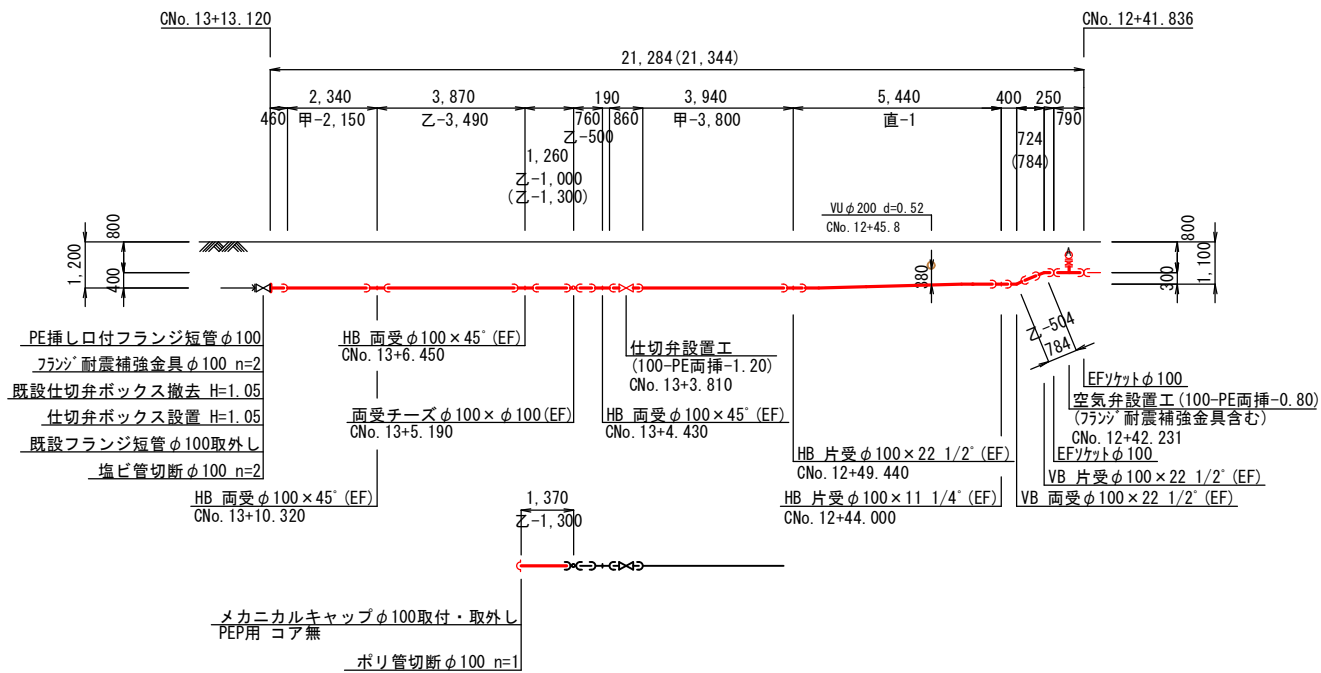 CNo. 13+13.120
CNo. 12+41.836
21,284(21,344)
460
2,340
甲-2,150
3,870
乙-3,490
1,260
乙-1,000
(乙-1,300)
760
190
乙-500
860
3,940
甲-3,800
5,440
直-1
400
250
790
724
(784)
VUφ200 d=0.52
CNo. 12+45.8
800
1,200
400
380
800
1,100
300
乙-504
784
PE挿し口付フランジ短管φ100
フランジ耐震補強金具φ100 n=2
既設仕切弁ボックス撤去 H=1.05
仕切弁ボックス設置 H=1.05
既設フランジ短管φ100取外し
塩ビ管切断φ100 n=2
HB 両受φ100×45°(EF)
CNo. 13+10.320
HB 両受φ100×45°(EF)
CNo. 13+6.450
両受チーズφ100×φ100(EF)
CNo. 13+5.190
仕切弁設置工
(100-PE両挿-1.20)
CNo. 13+3.810
HB 両受φ100×45°(EF)
CNo. 13+4.430
HB 片受φ100×22 1/2°(EF)
CNo. 12+49.440
HB 片受φ100×11 1/4°(EF)
CNo. 12+44.000
EFソケットφ100
空気弁設置工(100-PE両挿-0.80)
(フランジ耐震補強金具含む)
CNo. 12+42.231
EFソケットφ100
VB 片受φ100×22 1/2°(EF)
VB 両受φ100×22 1/2°(EF)
1,370
乙-1,300
メカニカルキャップφ100取付・取外し
PEP用 コア無
ポリ管切断φ100 n=1